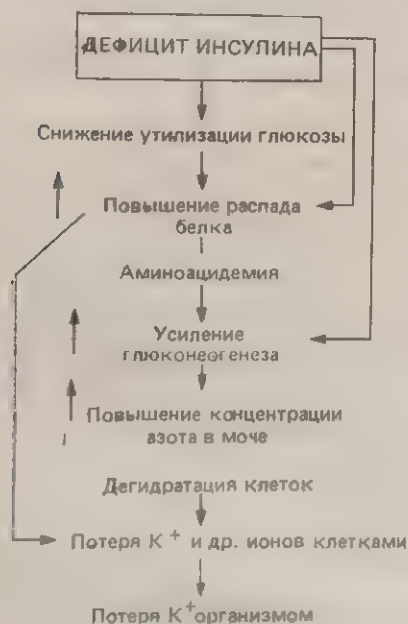 ДЕФИЦИТ ИНСУЛИНА
Снижение утилизации глюкозы
Повышение распада
белка
Аминоацидемия
Усиление
глюконеогенеза
Повышение концентрации
азота в моче
Дегидратация клеток
Потеря К⁺ и др. ионов клетками
Потеря К⁺организмом